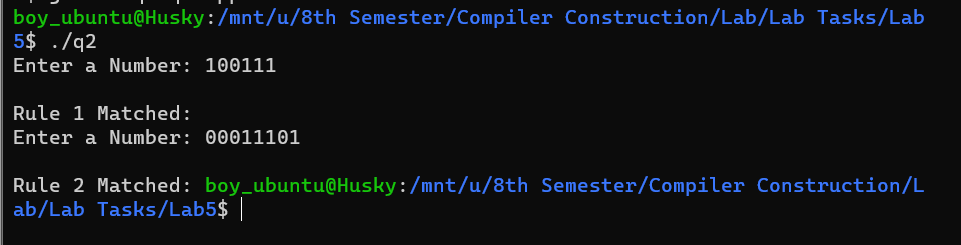 boy_ubuntu@Husky:/mnt/u/8th Semester/Compiler Construction/Lab/Lab Tasks/Lab
5$ ./q2
Enter a Number: 100111
Rule 1 Matched:
Enter a Number: 00011101
Rule 2 Matched: boy_ubuntu@Husky:/mnt/u/8th Semester/Compiler Construction/L
ab/Lab Tasks/Lab5$